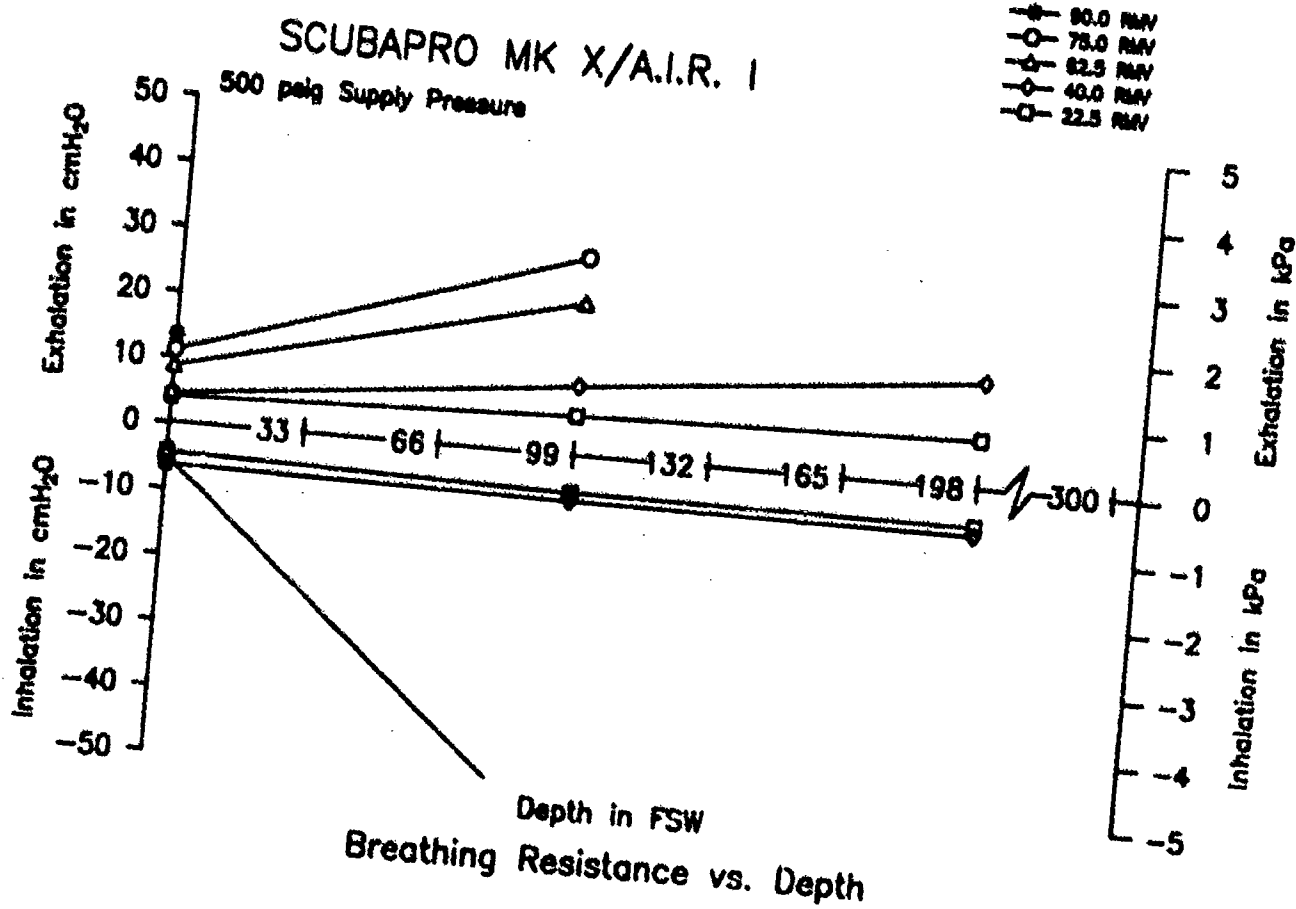 SCUBAPRO MK X/A.I.R. I
500 psig Supply Pressure
90.0 RMV
75.0 RMV
62.5 RMV
40.0 RMV
22.5 RMV
Exhalation in cmH₂O
Inhalation in cmH₂O
50
40
30
20
10
0
-10
-20
-30
-40
-50
33 66 99 132 165 198 300
5
4
3
2
1
0
-1
-2
-3
-4
-5
Exhalation in kPa
Inhalation in kPa
Depth in FSW
Breathing Resistance vs. Depth